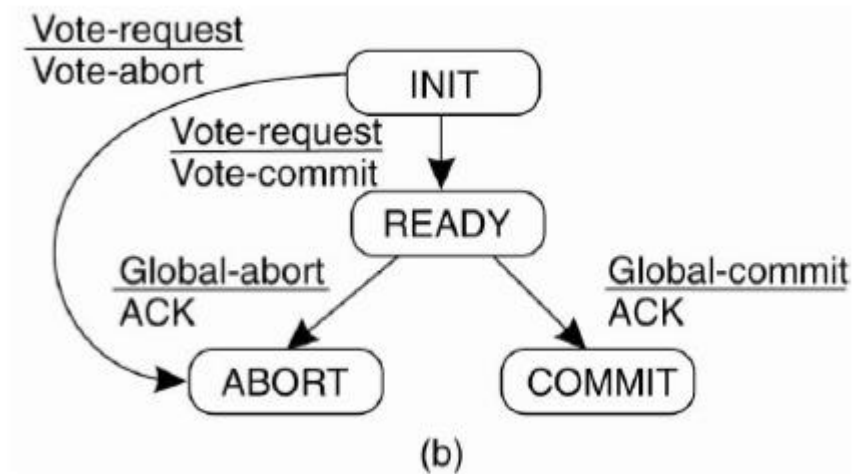 Vote-request
Vote-abort
INIT
Vote-request
Vote-commit
READY
Global-abort
ACK
Global-commit
ACK
ABORT
COMMIT
(b)